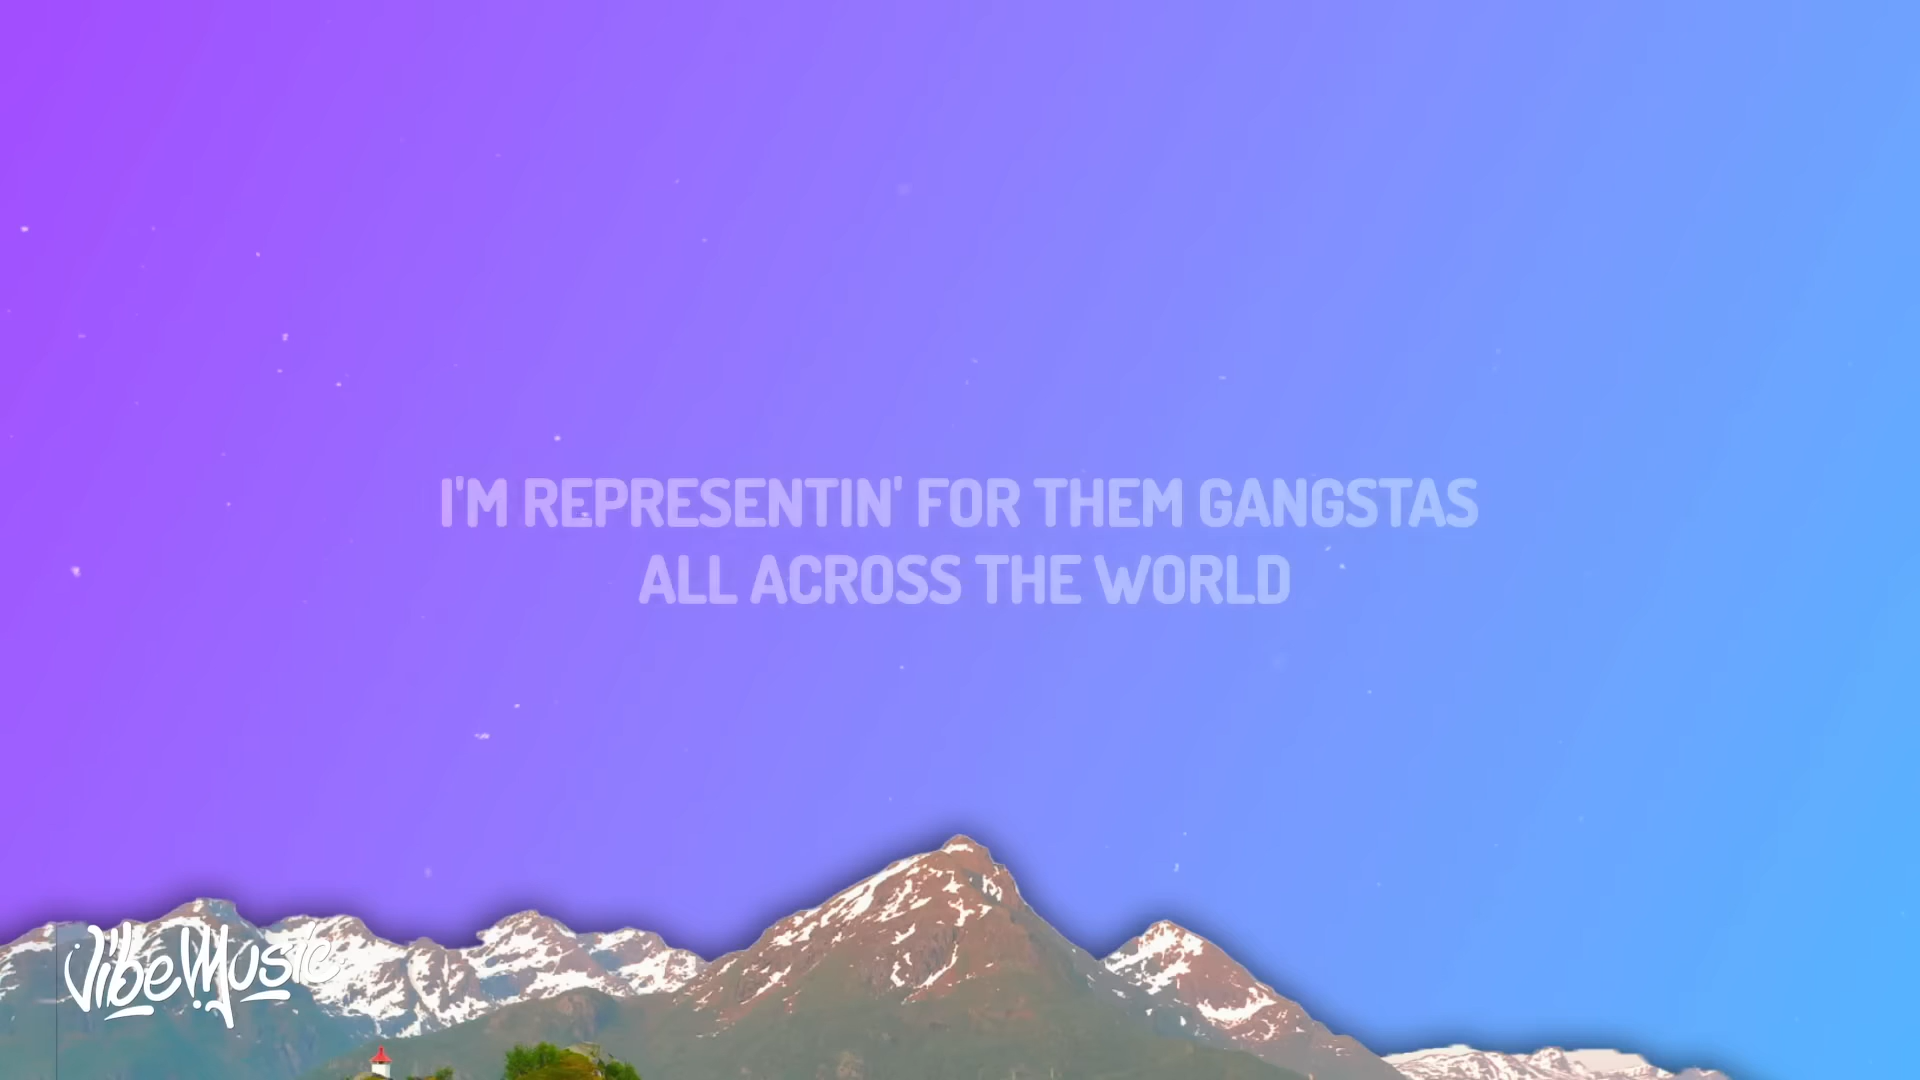 I'M REPRESENTIN' FOR THEM GANGSTAS
ALL ACROSS THE WORLD
VibeMusic